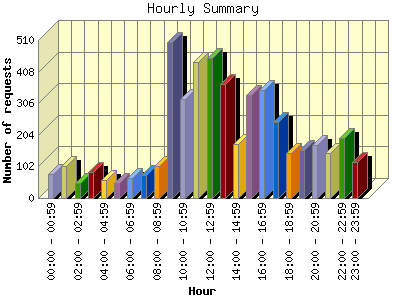 Hourly Summary
Number of requests
510
408
306
204
102
0
00:00 - 00:59
02:00 - 02:59
04:00 - 04:59
06:00 - 06:59
08:00 - 08:59
10:00 - 10:59
12:00 - 12:59
14:00 - 14:59
16:00 - 16:59
18:00 - 18:59
20:00 - 20:59
22:00 - 22:59
23:00 - 23:59
Hour